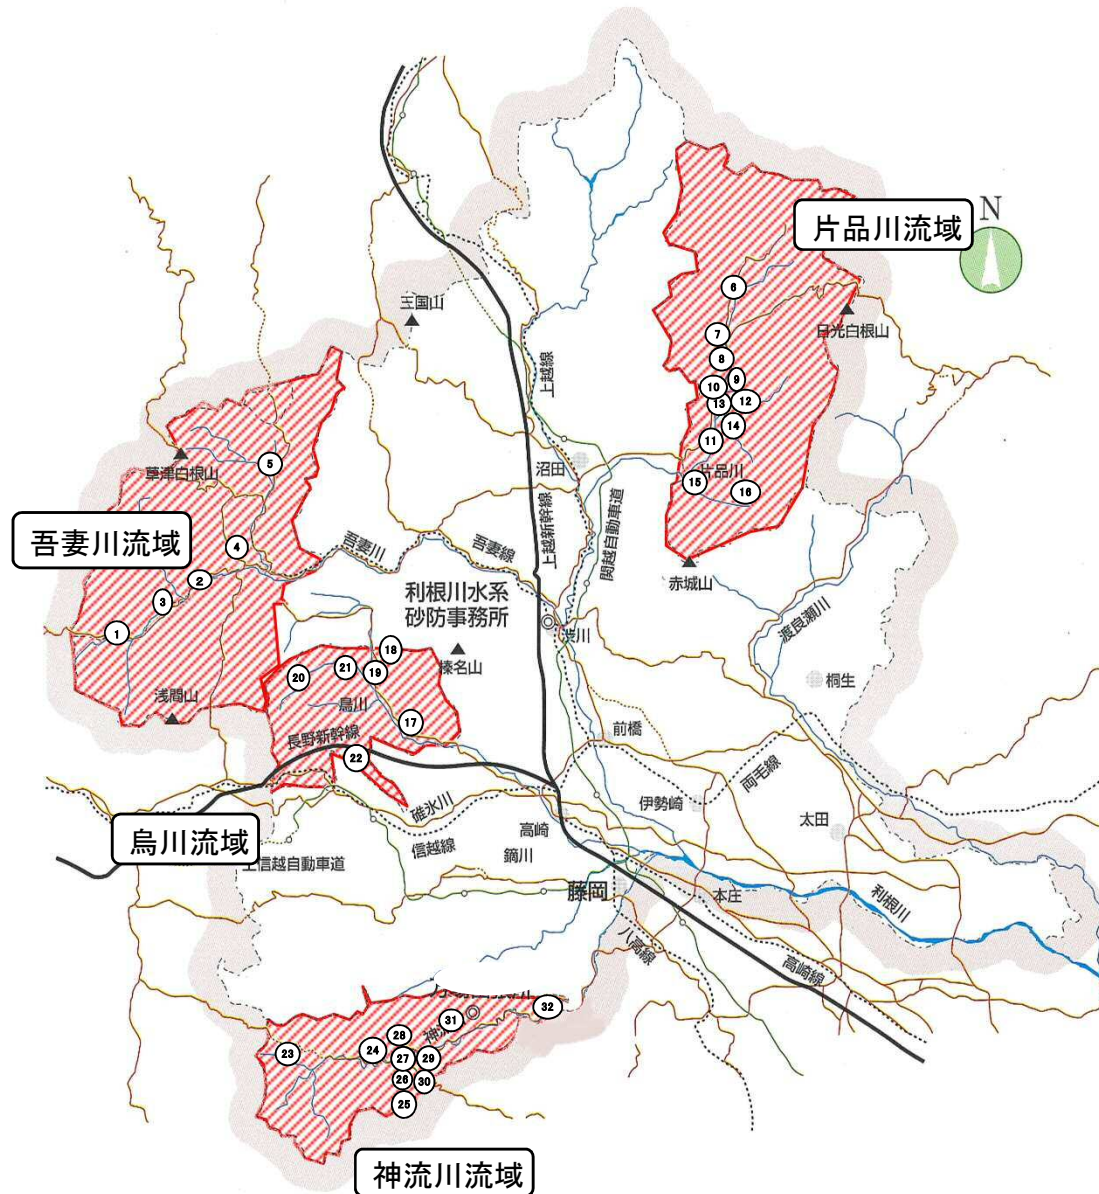 片品川流域
N
三国山
日光白根山
上越線
6
7
8
9
10
12
13
14
11
片品川
15
16
草津白根山
5
沼田
上越新幹線
関越自動車道
吾妻川流域
4
2
3
1
吾妻川
吾妻線
赤城山
利根川水系
砂防事務所
渋川
渡良瀬川
浅間山
18
21
19
20
榛名山
桐生
烏川
17
長野新幹線
22
前橋
両毛線
伊勢崎
太田
碓氷川
烏川流域
信越線
高崎
上信越自動車道
鏑川
藤岡
本庄
利根川
八高線
高崎線
32
31
28
23
24
27
29
26
30
25
神流川流域